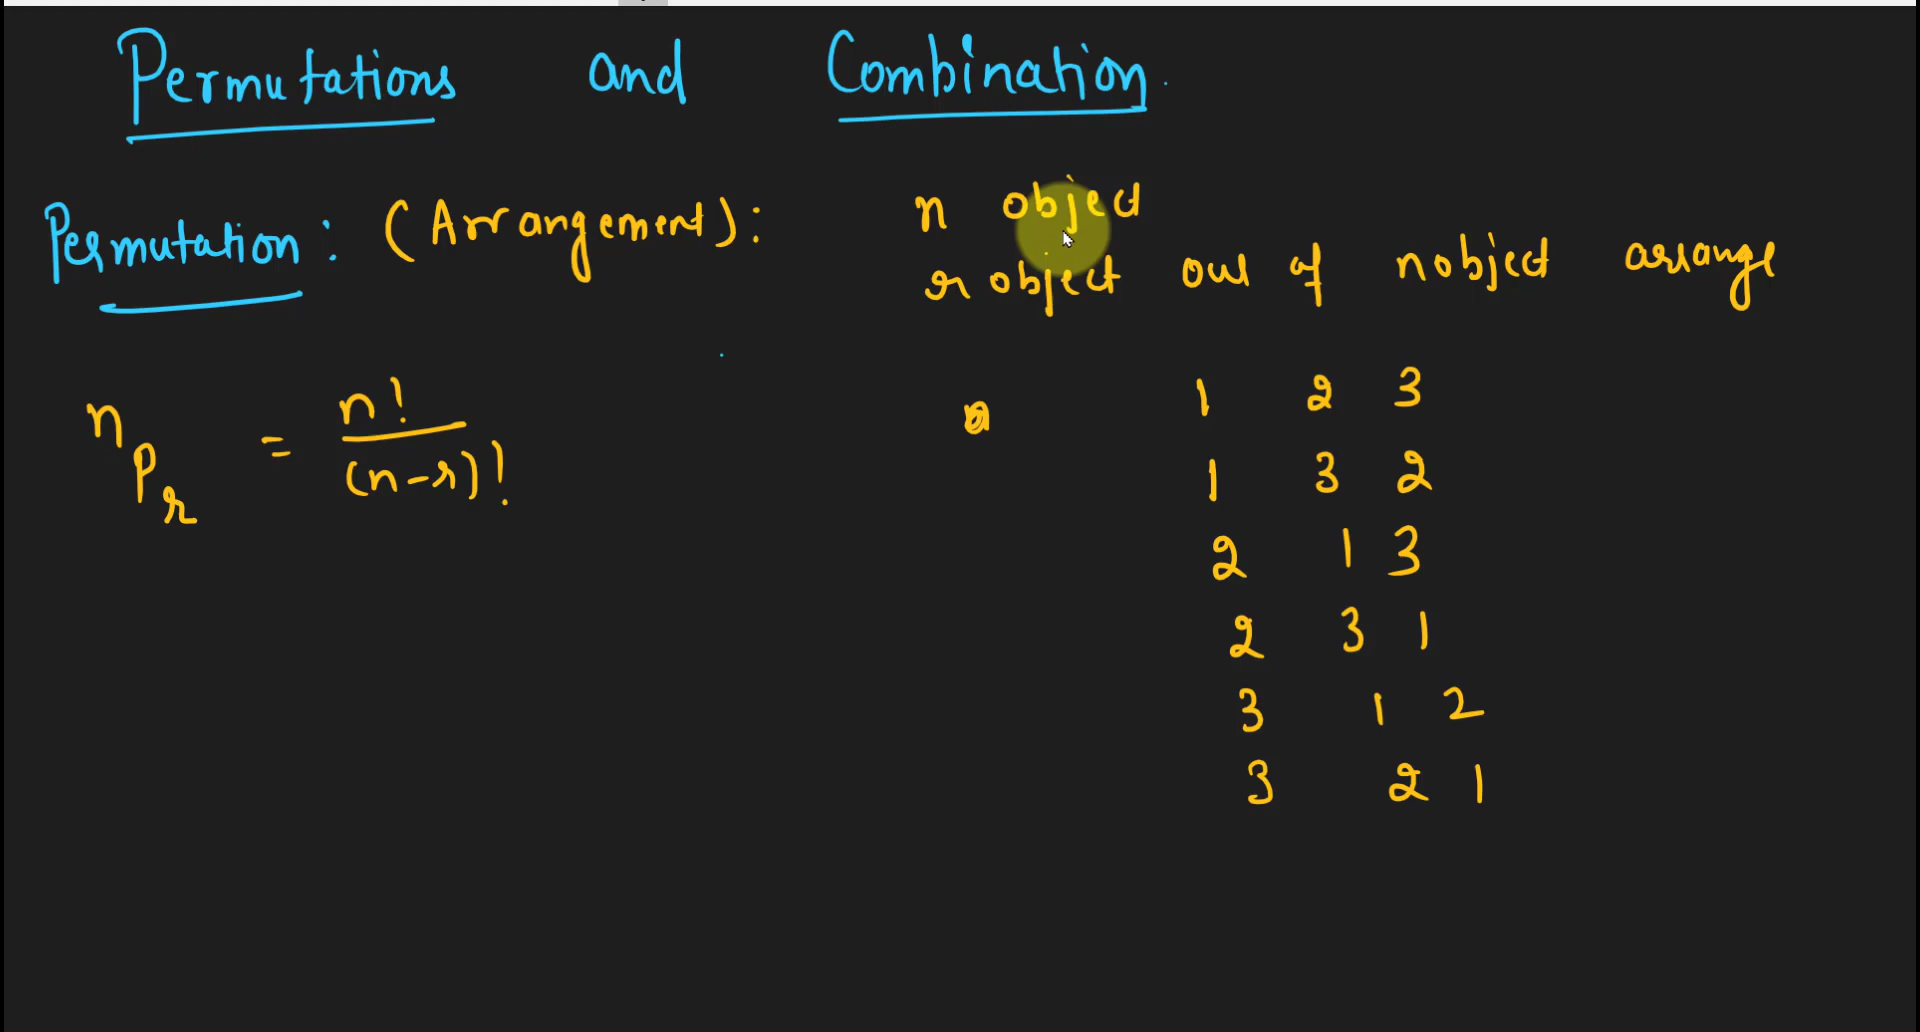 Permutations and Combination.
Permutation: (Arrangement): n object
r object out of n object arrange
nPr = n!/(n-r)!
1 2 3
1 3 2
2 1 3
2 3 1
3 1 2
3 2 1